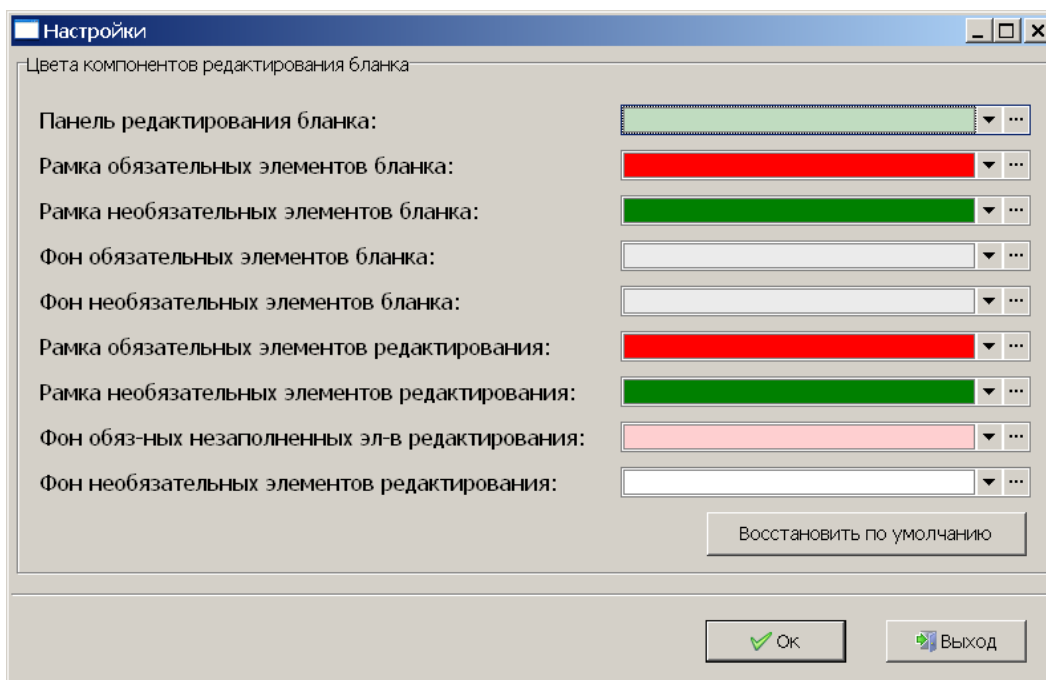 Настройки
Цвета компонентов редактирования бланка
Панель редактирования бланка:
Рамка обязательных элементов бланка:
Рамка необязательных элементов бланка:
Фон обязательных элементов бланка:
Фон необязательных элементов бланка:
Рамка обязательных элементов редактирования:
Рамка необязательных элементов редактирования:
Фон обяз-ных незаполненных эл-в редактирования:
Фон необязательных элементов редактирования:
Восстановить по умолчанию
Ок Выход